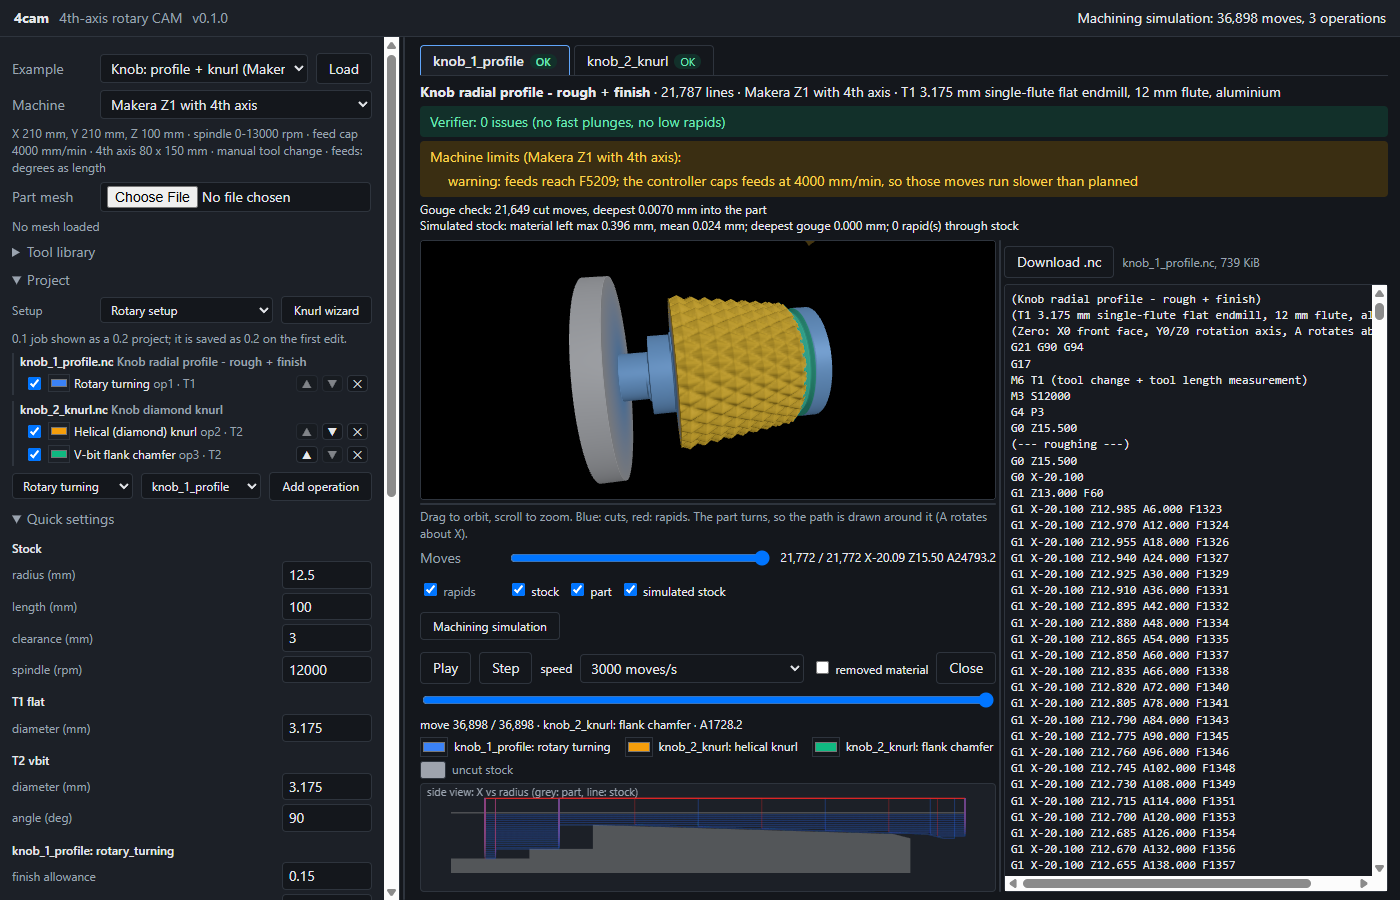 4cam 4th-axis rotary CAM v0.1.0
Machining simulation: 36,898 moves, 3 operations
Example Knob: profile + knurl (Maker Load
Machine Makera Z1 with 4th axis
X 210 mm, Y 210 mm, Z 100 mm · spindle 0-13000 rpm · feed cap
4000 mm/min · 4th axis 80 x 150 mm · manual tool change · feeds:
degrees as length
Part mesh Choose File No file chosen
No mesh loaded
Tool library
Project
Setup Rotary setup Knurl wizard
0.1 job shown as a 0.2 project; it is saved as 0.2 on the first edit.
knob_1_profile.nc Knob radial profile - rough + finish
Rotary turning op1 · T1
knob_2_knurl.nc Knob diamond knurl
Helical (diamond) knurl op2 · T2
V-bit flank chamfer op3 · T2
Rotary turning knob_1_profile Add operation
Quick settings
Stock
radius (mm) 12.5
length (mm) 100
clearance (mm) 3
spindle (rpm) 12000
T1 flat
diameter (mm) 3.175
T2 vbit
diameter (mm) 3.175
angle (deg) 90
knob_1_profile: rotary_turning
finish allowance 0.15
knob_1_profile OK knob_2_knurl OK
Knob radial profile - rough + finish · 21,787 lines · Makera Z1 with 4th axis · T1 3.175 mm single-flute flat endmill, 12 mm flute, aluminium
Verifier: 0 issues (no fast plunges, no low rapids)
Machine limits (Makera Z1 with 4th axis):
warning: feeds reach F5209; the controller caps feeds at 4000 mm/min, so those moves run slower than planned
Gouge check: 21,649 cut moves, deepest 0.0070 mm into the part
Simulated stock: material left max 0.396 mm, mean 0.024 mm; deepest gouge 0.000 mm; 0 rapid(s) through stock
Drag to orbit, scroll to zoom. Blue: cuts, red: rapids. The part turns, so the path is drawn around it (A rotates
about X).
Moves 21,772 / 21,772 X-20.09 Z15.50 A24793.2
rapids stock part simulated stock
Machining simulation
Play Step speed 3000 moves/s removed material Close
move 36,898 / 36,898 · knob_2_knurl: flank chamfer · A1728.2
knob_1_profile: rotary turning knob_2_knurl: helical knurl knob_2_knurl: flank chamfer
uncut stock
side view: X vs radius (grey: part, line: stock)
Download .nc knob_1_profile.nc, 739 KiB
(Knob radial profile - rough + finish)
(T1 3.175 mm single-flute flat endmill, 12 mm flute, al
(Zero: X0 front face, Y0/Z0 rotation axis, A rotates ab
G21 G90 G94
G17
M6 T1 (tool change + tool length measurement)
M3 S12000
G4 P3
G0 Z15.500
(--- roughing ---)
G0 Z15.500
G0 X-20.100
G1 Z13.000 F60
G1 X-20.100 Z12.985 A6.000 F1323
G1 X-20.100 Z12.970 A12.000 F1324
G1 X-20.100 Z12.955 A18.000 F1326
G1 X-20.100 Z12.940 A24.000 F1327
G1 X-20.100 Z12.925 A30.000 F1329
G1 X-20.100 Z12.910 A36.000 F1331
G1 X-20.100 Z12.895 A42.000 F1332
G1 X-20.100 Z12.880 A48.000 F1334
G1 X-20.100 Z12.865 A54.000 F1335
G1 X-20.100 Z12.850 A60.000 F1337
G1 X-20.100 Z12.835 A66.000 F1338
G1 X-20.100 Z12.820 A72.000 F1340
G1 X-20.100 Z12.805 A78.000 F1341
G1 X-20.100 Z12.790 A84.000 F1343
G1 X-20.100 Z12.775 A90.000 F1345
G1 X-20.100 Z12.760 A96.000 F1346
G1 X-20.100 Z12.745 A102.000 F1348
G1 X-20.100 Z12.730 A108.000 F1349
G1 X-20.100 Z12.715 A114.000 F1351
G1 X-20.100 Z12.700 A120.000 F1353
G1 X-20.100 Z12.685 A126.000 F1354
G1 X-20.100 Z12.670 A132.000 F1356
G1 X-20.100 Z12.655 A138.000 F1357